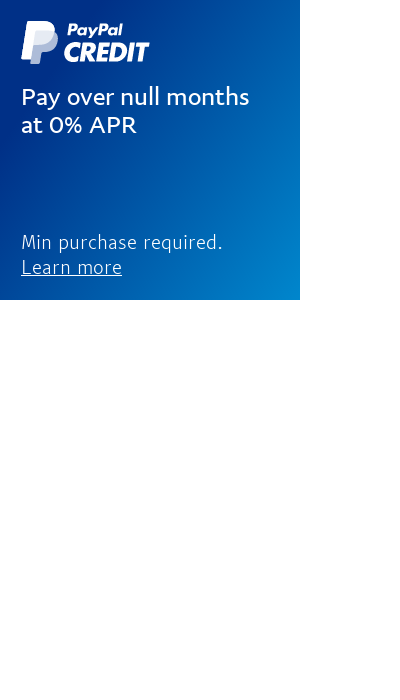 PayPal
CREDIT
Pay over null months
at 0% APR
Min purchase required.
Learn more